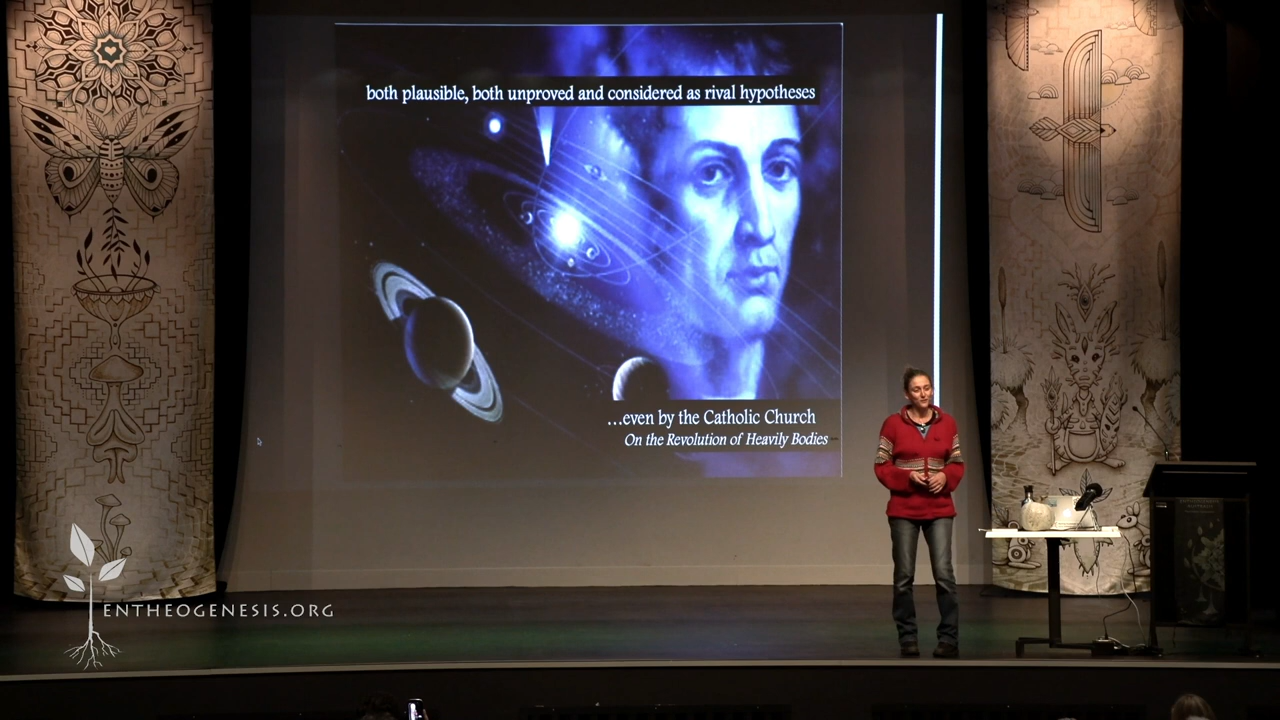 both plausible, both unproved and considered as rival hypotheses
...even by the Catholic Church
On the Revolution of Heavily Bodies
ENTHEOGENESIS.ORG